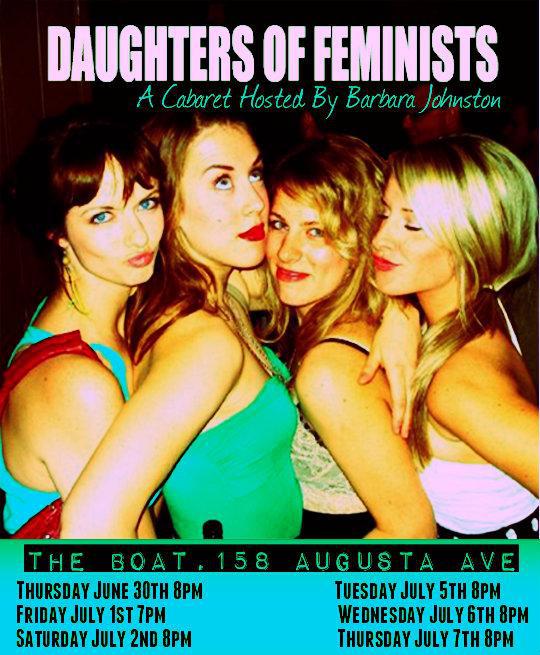 DAUGHTERS OF FEMINISTS
A Cabaret Hosted By Barbara Johnston
THE BOAT.158 AUGUSTA AVE
THURSDAY JUNE 30TH 8PM
FRIDAY JULY 1ST 7PM
SATURDAY JULY 2ND 8PM
TUESDAY JULY 5TH 8PM
WEDNESDAY JULY 6TH 8PM
THURSDAY JULY 7TH 8PM